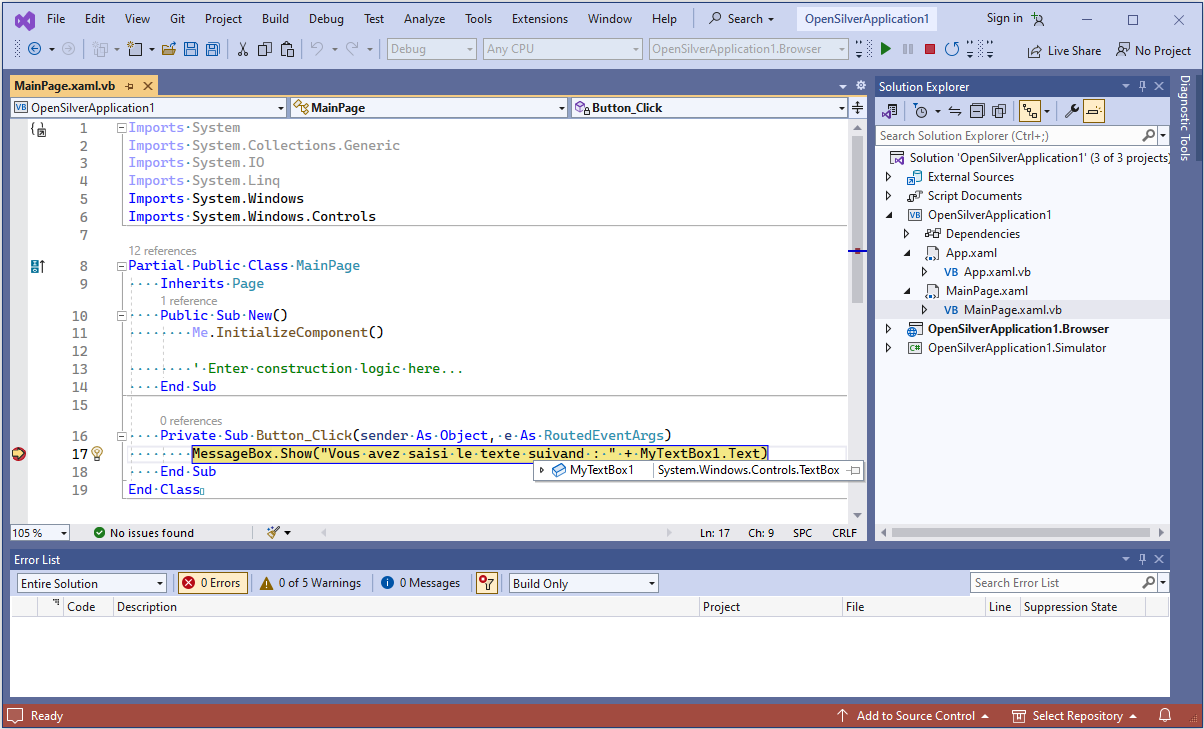 File Edit View Git Project Build Debug Test Analyze Tools Extensions Window Help Search OpenSilverApplication1 Sign in
Debug Any CPU OpenSilverApplication1.Browser Live Share No Project
MainPage.xaml.vb
VB OpenSilverApplication1 MainPage Button_Click
1 Imports System
2 Imports System.Collections.Generic
3 Imports System.IO
4 Imports System.Linq
5 Imports System.Windows
6 Imports System.Windows.Controls
7
12 references
8 Partial Public Class MainPage
9 Inherits Page
1 reference
10 Public Sub New()
11 Me.InitializeComponent()
12
13 ' Enter construction logic here...
14 End Sub
15
0 references
16 Private Sub Button_Click(sender As Object, e As RoutedEventArgs)
17 MessageBox.Show("Vous avez saisi le texte suivand : " + MyTextBox1.Text)
MyTextBox1 System.Windows.Controls.TextBox
18 End Sub
19 End Class
105 % No issues found Ln: 17 Ch: 9 SPC CRLF
Solution Explorer
Search Solution Explorer (Ctrl+;)
Solution 'OpenSilverApplication1' (3 of 3 projects)
External Sources
Script Documents
VB OpenSilverApplication1
Dependencies
App.xaml
VB App.xaml.vb
MainPage.xaml
VB MainPage.xaml.vb
OpenSilverApplication1.Browser
C# OpenSilverApplication1.Simulator
Diagnostic Tools
Error List
Entire Solution 0 Errors 0 of 5 Warnings 0 Messages Build Only Search Error List
Code Description Project File Line Suppression State
Ready Add to Source Control Select Repository